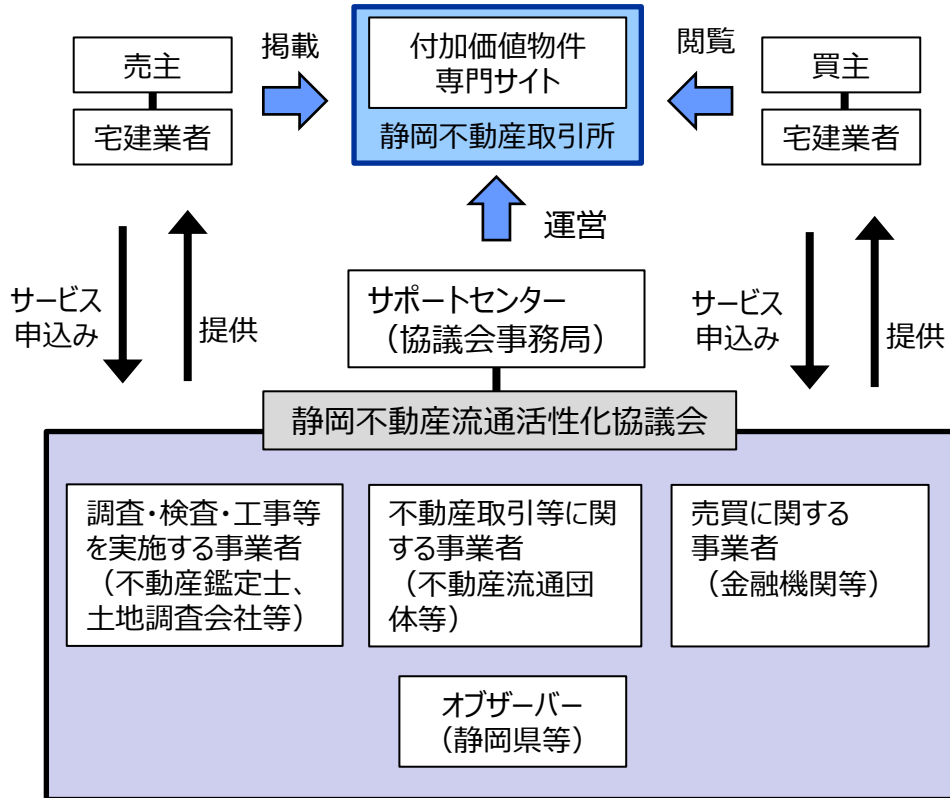 売主
宅建業者
掲載
付加価値物件
専門サイト
静岡不動産取引所
閲覧
買主
宅建業者
運営
サービス
申込み
提供
サポートセンター
（協議会事務局）
サービス
申込み
提供
静岡不動産流通活性化協議会
調査・検査・工事等
を実施する事業者
（不動産鑑定士、
土地調査会社等）
不動産取引等に関
する事業者
（不動産流通団
体等）
売買に関する
事業者
（金融機関等）
オブザーバー
（静岡県等）